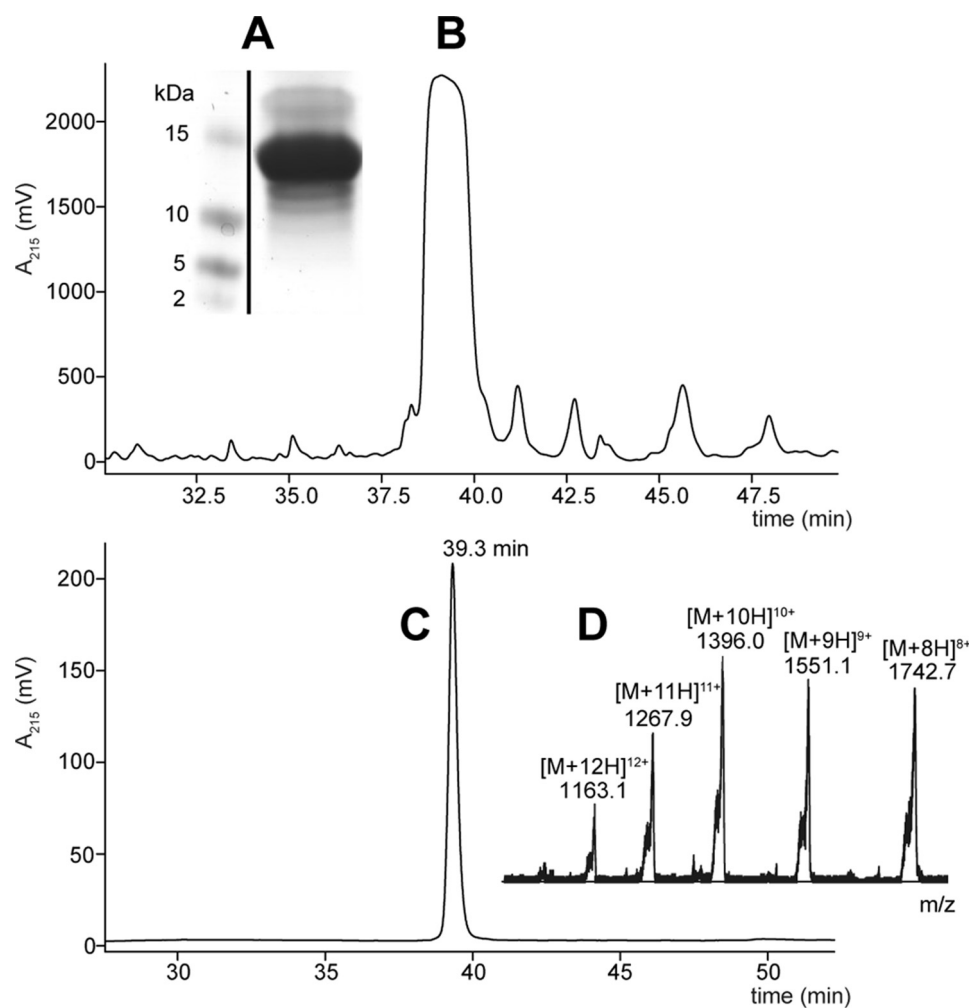 A
B
kDa
15
10
5
2
A₂₁₅ (mV)
2000
1500
1000
500
0
32.5 35.0 37.5 40.0 42.5 45.0 47.5
time (min)
39.3 min
C
D
A₂₁₅ (mV)
200
150
100
50
0
[M+12H]¹²⁺
1163.1
[M+11H]¹¹⁺
1267.9
[M+10H]¹⁰⁺
1396.0
[M+9H]⁹⁺
1551.1
[M+8H]⁸⁺
1742.7
m/z
30 35 40 45 50
time (min)